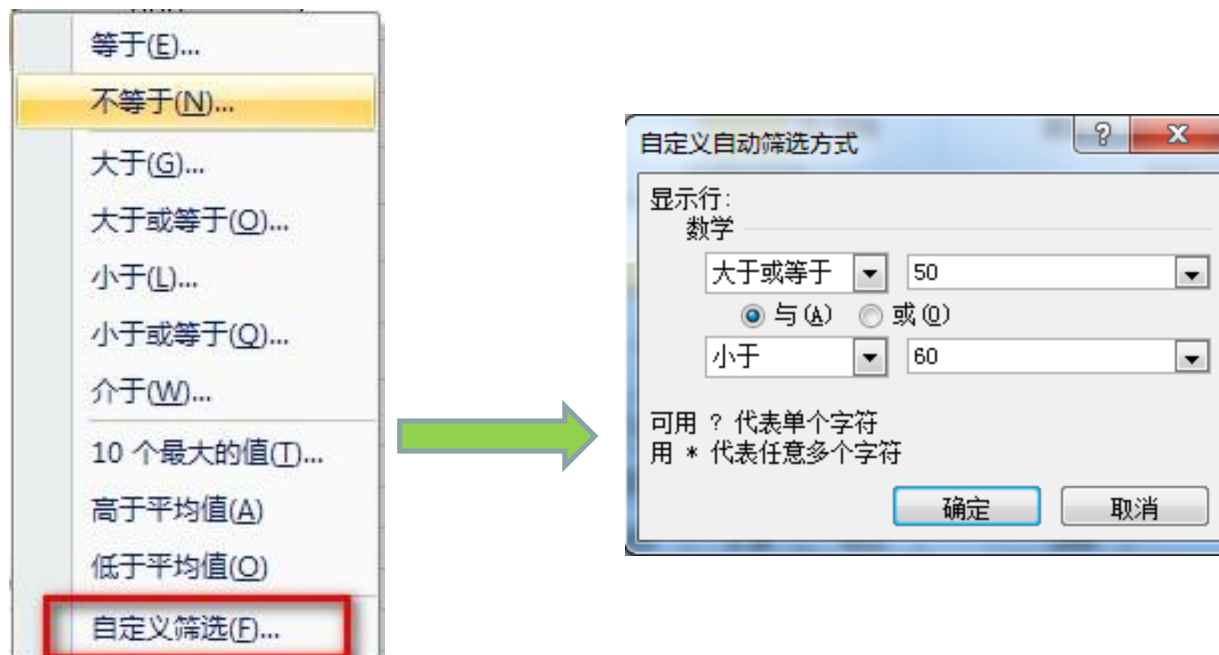 等于(E)...
不等于(N)...
大于(G)...
大于或等于(O)...
小于(L)...
小于或等于(Q)...
介于(W)...
10 个最大的值(T)...
高于平均值(A)
低于平均值(O)
自定义筛选(F)...
自定义自动筛选方式
显示行:
数学
大于或等于 50
与(A) 或(O)
小于 60
可用 ? 代表单个字符
用 * 代表任意多个字符
确定 取消